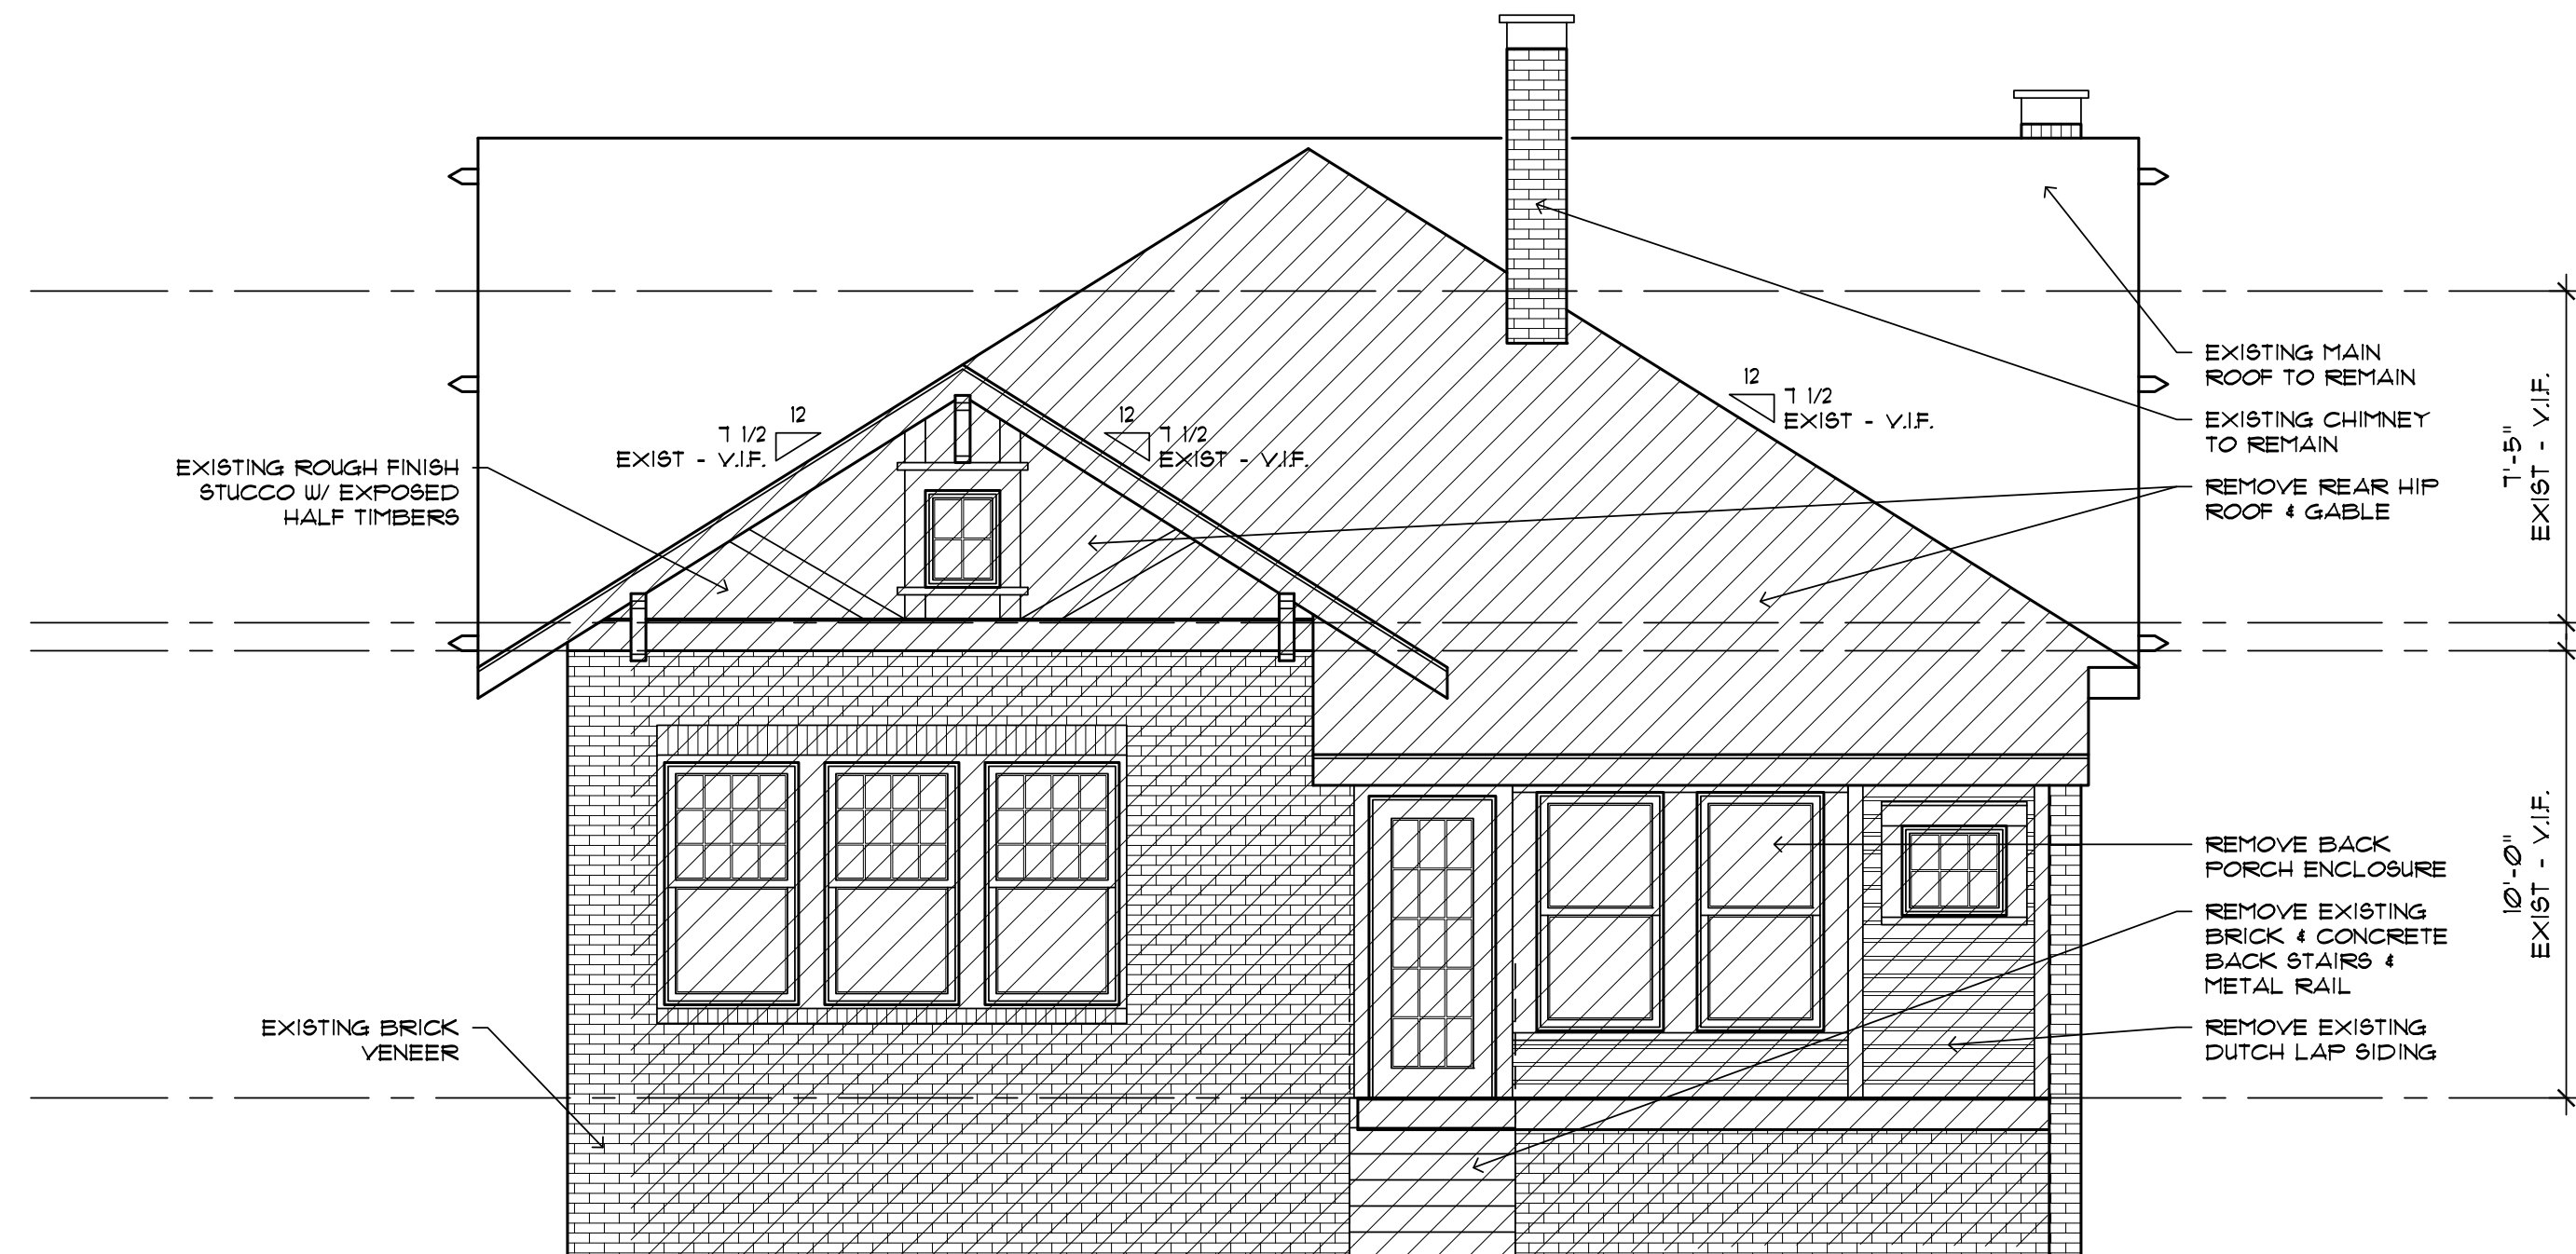 EXISTING ROUGH FINISH
STUCCO W/ EXPOSED
HALF TIMBERS
EXISTING BRICK
VENEER
12
7 1/2
EXIST - V.I.F.
12
7 1/2
EXIST - V.I.F.
12
7 1/2
EXIST - V.I.F.
EXISTING MAIN
ROOF TO REMAIN
EXISTING CHIMNEY
TO REMAIN
REMOVE REAR HIP
ROOF & GABLE
REMOVE BACK
PORCH ENCLOSURE
REMOVE EXISTING
BRICK & CONCRETE
BACK STAIRS &
METAL RAIL
REMOVE EXISTING
DUTCH LAP SIDING
7'-5"
EXIST - V.I.F.
10'-0"
EXIST - V.I.F.